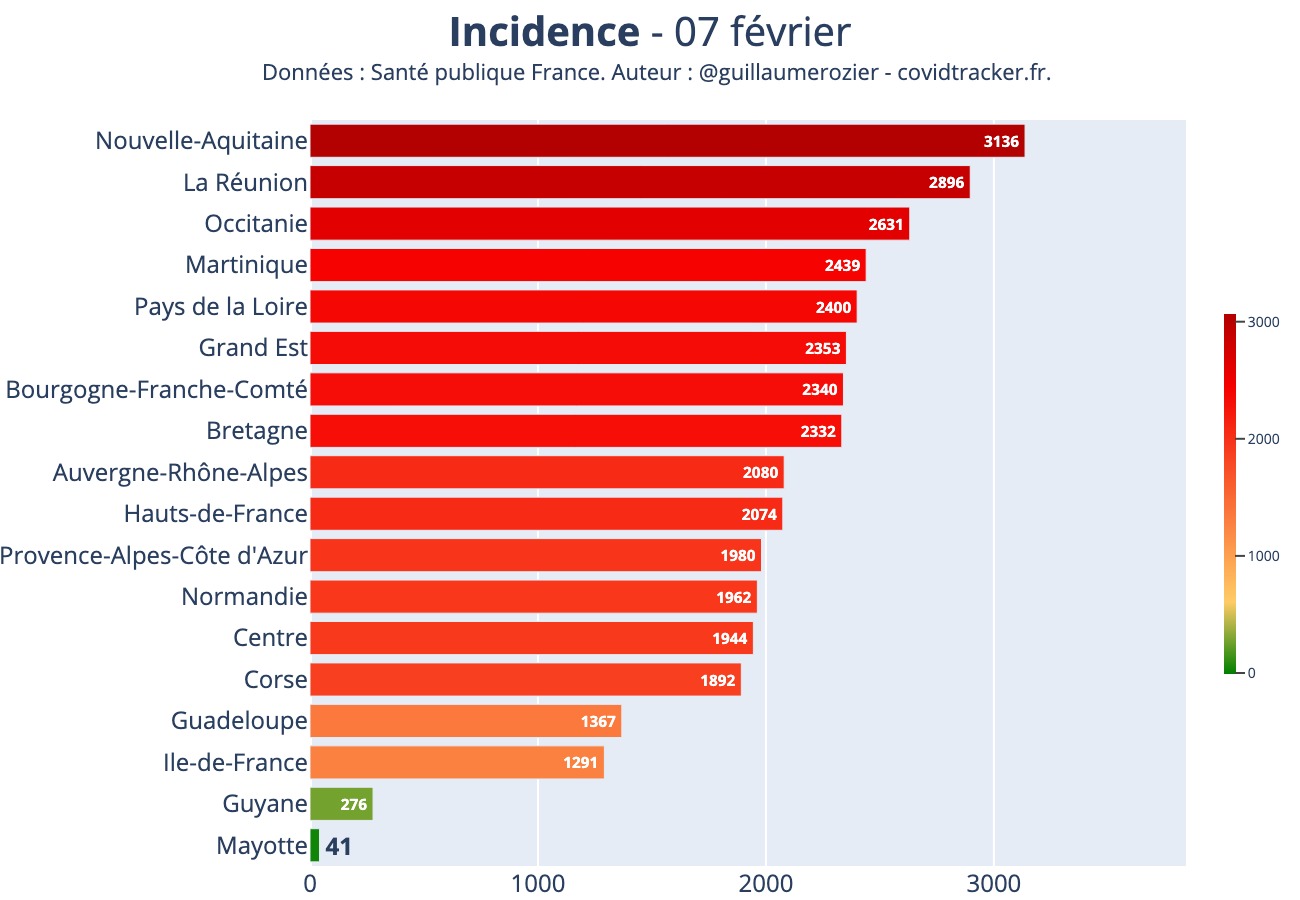 Incidence - 07 février
Données : Santé publique France. Auteur : @guillaumerozier - covidtracker.fr.
Nouvelle-Aquitaine 3136
La Réunion 2896
Occitanie 2631
Martinique 2439
Pays de la Loire 2400
Grand Est 2353
Bourgogne-Franche-Comté 2340
Bretagne 2332
Auvergne-Rhône-Alpes 2080
Hauts-de-France 2074
Provence-Alpes-Côte d'Azur 1980
Normandie 1962
Centre 1944
Corse 1892
Guadeloupe 1367
Ile-de-France 1291
Guyane 276
Mayotte 41
0 1000 2000 3000
3000
2000
1000
0